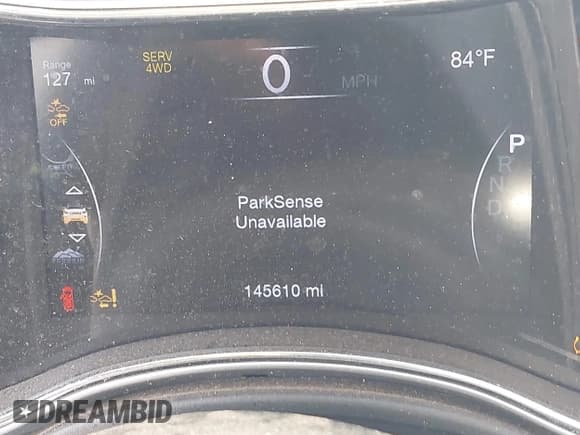 Range
127 mi
SERV
4WD
0
MPH
84°F
OFF
P
R
N
D
ParkSense
Unavailable
145610 mi
DREAMBID